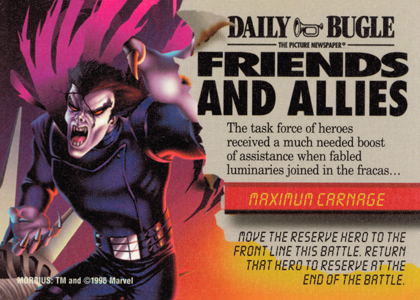 DAILY BUGLE
THE PICTURE NEWSPAPER®
FRIENDS
AND ALLIES
The task force of heroes
received a much needed boost
of assistance when fabled
luminaries joined in the fracas...
MAXIMUM CARNAGE
MOVE THE RESERVE HERO TO THE
FRONT LINE THIS BATTLE. RETURN
THAT HERO TO RESERVE AT THE
END OF THE BATTLE.
MORBIUS: TM and ©1996 Marvel